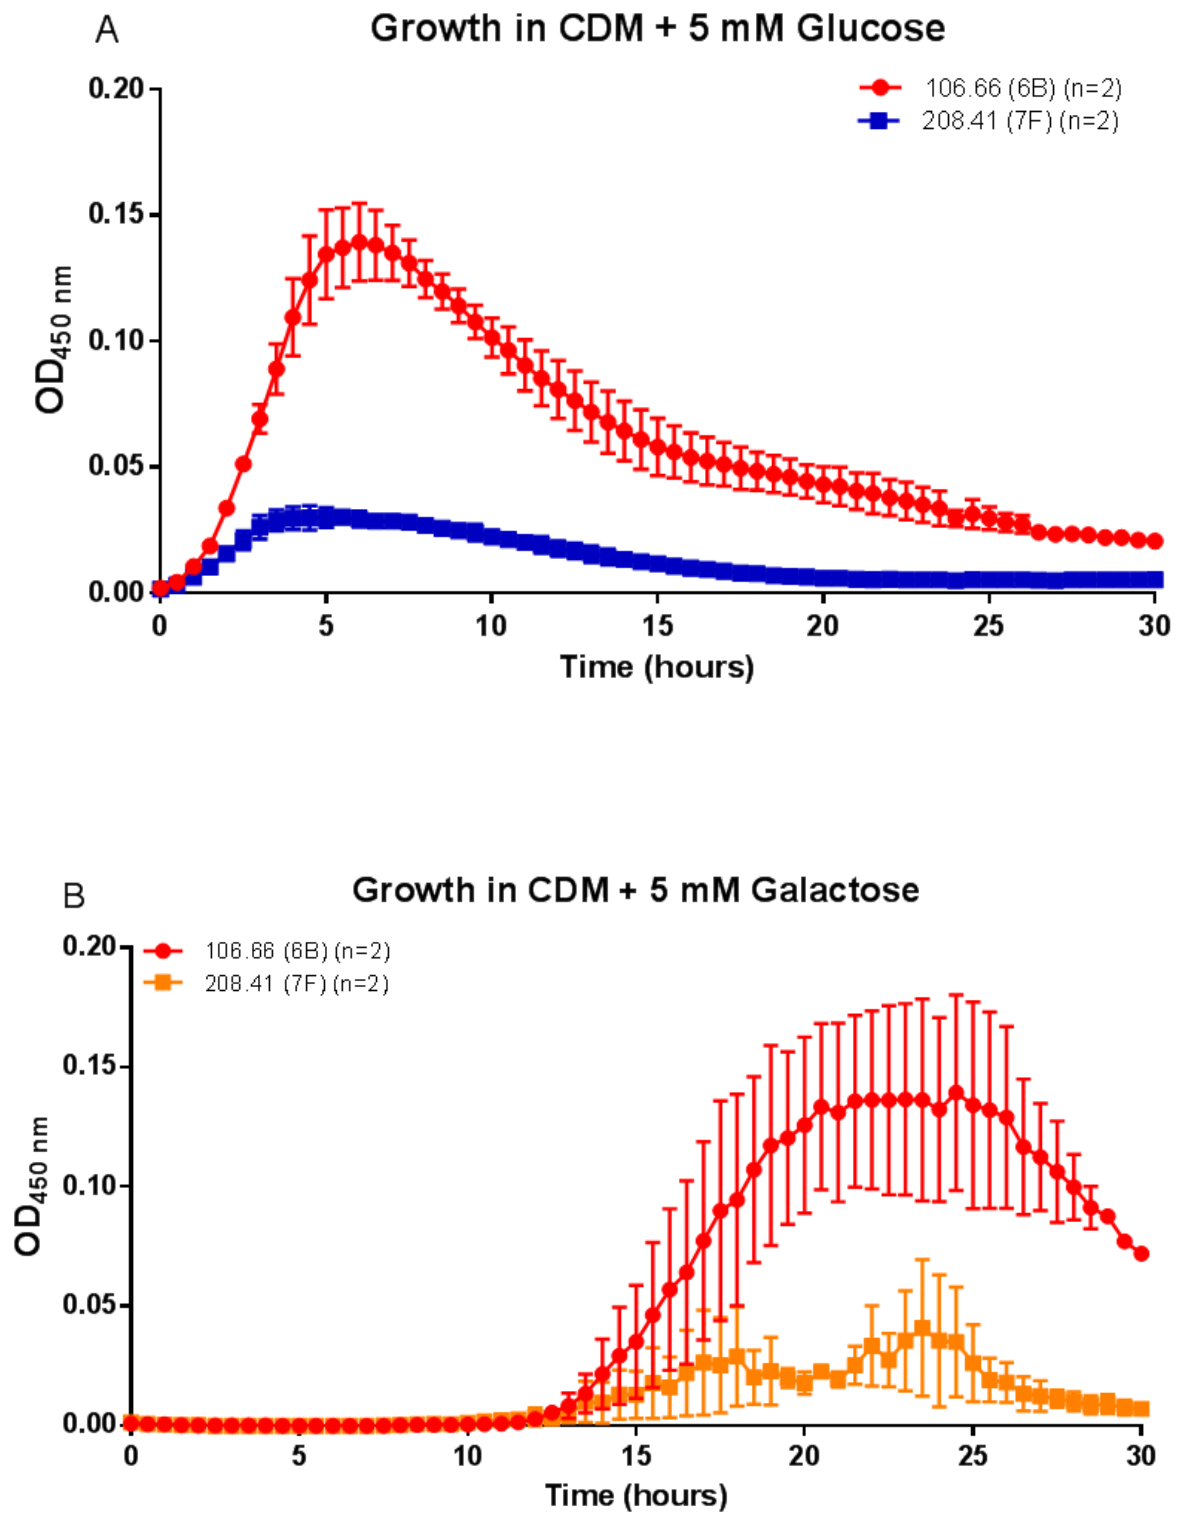 A
Growth in CDM + 5 mM Glucose
106.66 (6B) (n=2)
208.41 (7F) (n=2)
0.20
0.15
0.10
0.05
0.00
OD450 nm
0 5 10 15 20 25 30
Time (hours)
B
Growth in CDM + 5 mM Galactose
106.66 (6B) (n=2)
208.41 (7F) (n=2)
0.20
0.15
0.10
0.05
0.00
OD450 nm
0 5 10 15 20 25 30
Time (hours)